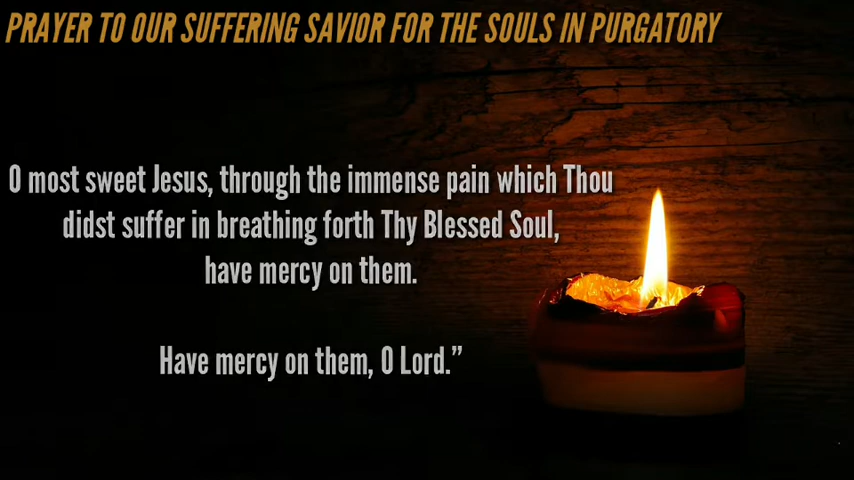 PRAYER TO OUR SUFFERING SAVIOR FOR THE SOULS IN PURGATORY
O most sweet Jesus, through the immense pain which Thou
didst suffer in breathing forth Thy Blessed Soul,
have mercy on them.
Have mercy on them, O Lord.”